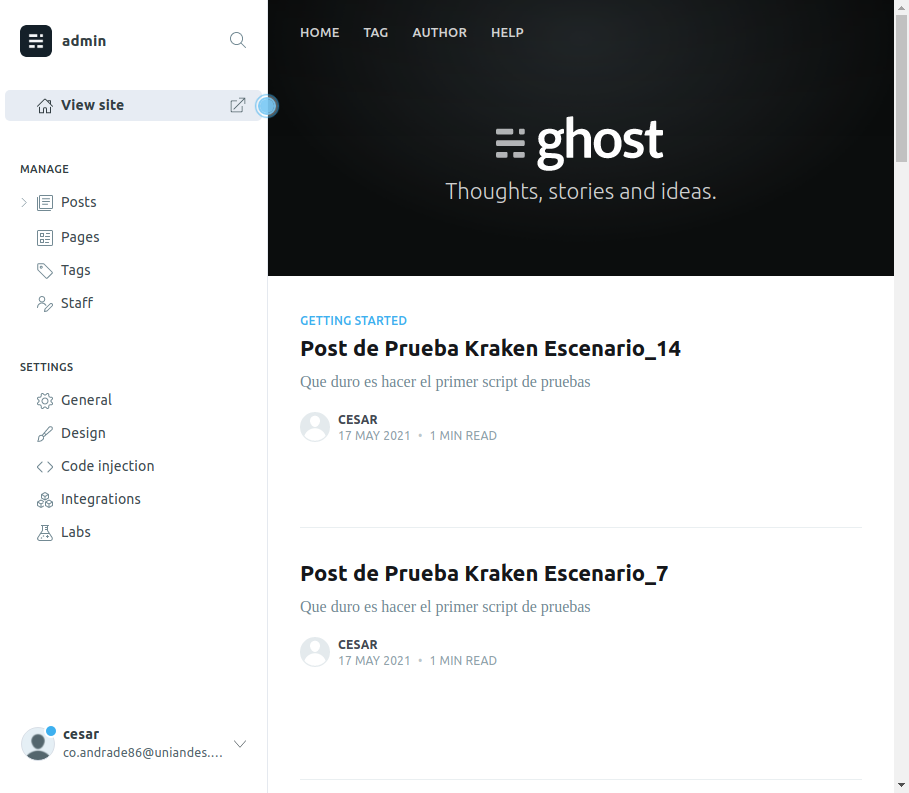 admin
View site
MANAGE
Posts
Pages
Tags
Staff
SETTINGS
General
Design
Code injection
Integrations
Labs
cesar
co.andrade86@uniandes....
HOME TAG AUTHOR HELP
ghost
Thoughts, stories and ideas.
GETTING STARTED
Post de Prueba Kraken Escenario_14
Que duro es hacer el primer script de pruebas
CESAR
17 MAY 2021 • 1 MIN READ
Post de Prueba Kraken Escenario_7
Que duro es hacer el primer script de pruebas
CESAR
17 MAY 2021 • 1 MIN READ